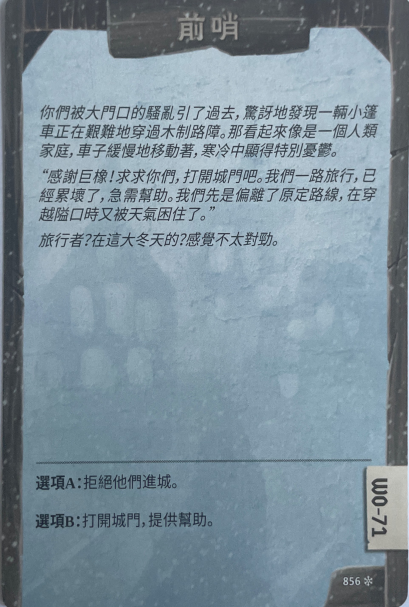 前哨
你們被大門口的騷亂引了過去，驚訝地發現一輛小篷
車正在艱難地穿過木制路障。那看起來像是一個人類
家庭，車子緩慢地移動著，寒冷中顯得特別憂鬱。
“感謝巨橡！求求你們，打開城門吧。我們一路旅行，已
經累壞了，急需幫助。我們先是偏離了原定路線，在穿
越隘口時又被天氣困住了。”
旅行者？在這大冬天的？感覺不太對勁。
選項A：拒絕他們進城。
選項B：打開城門，提供幫助。
WO-71
856